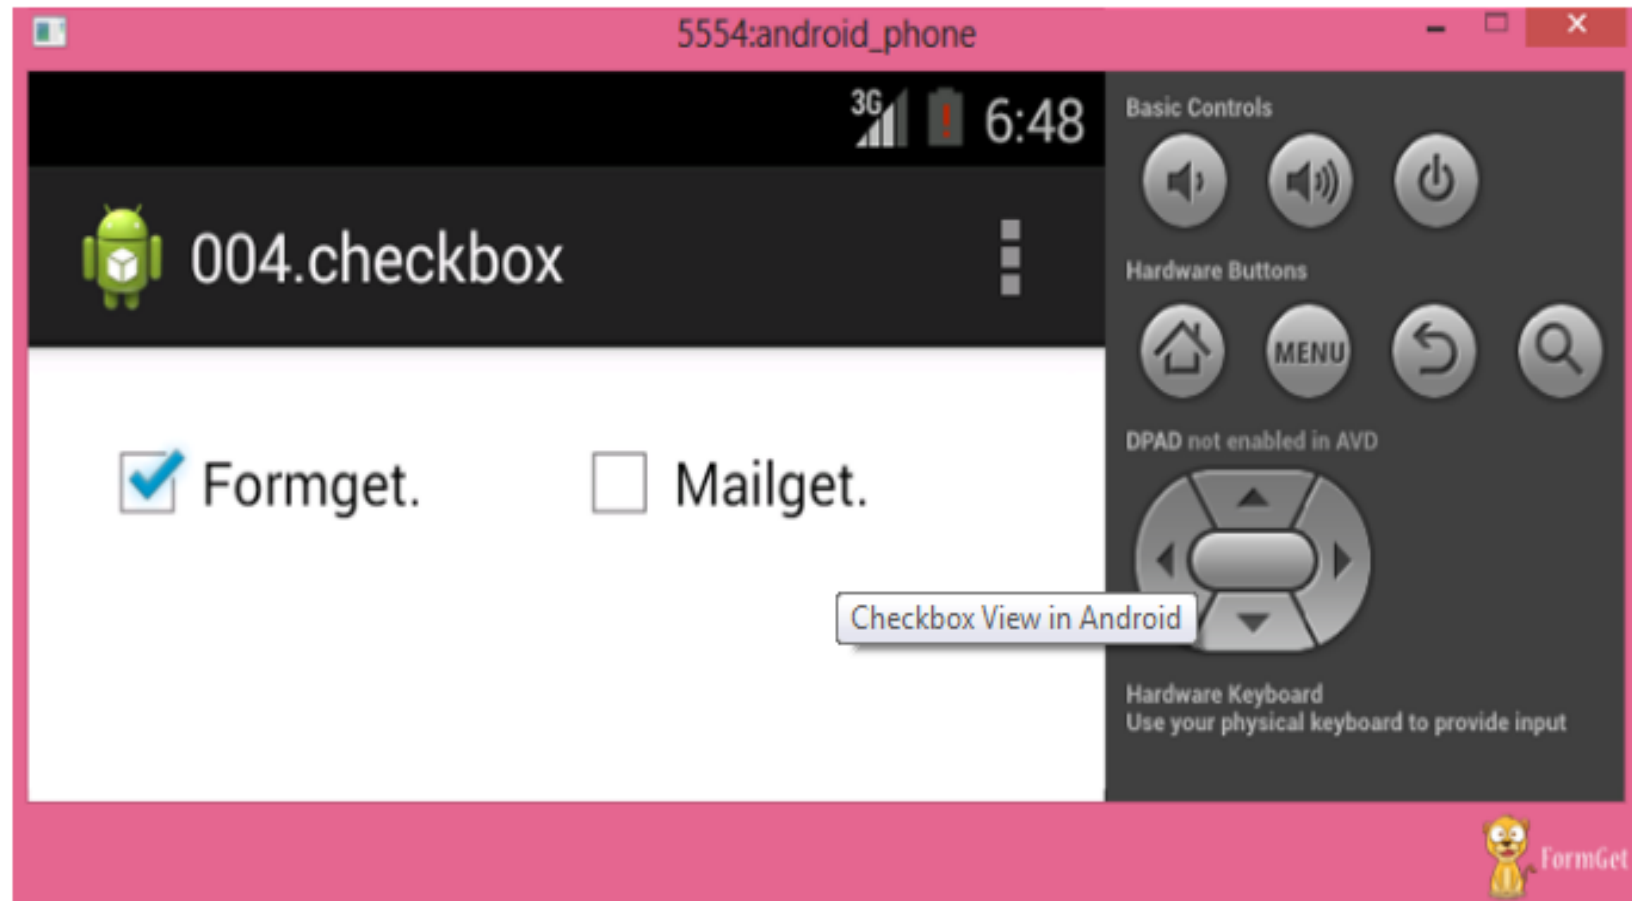 5554:android_phone
3G 6:48
004.checkbox
Formget. Mailget.
Checkbox View in Android
Basic Controls
Hardware Buttons
MENU
DPAD not enabled in AVD
Hardware Keyboard
Use your physical keyboard to provide input
FormGet